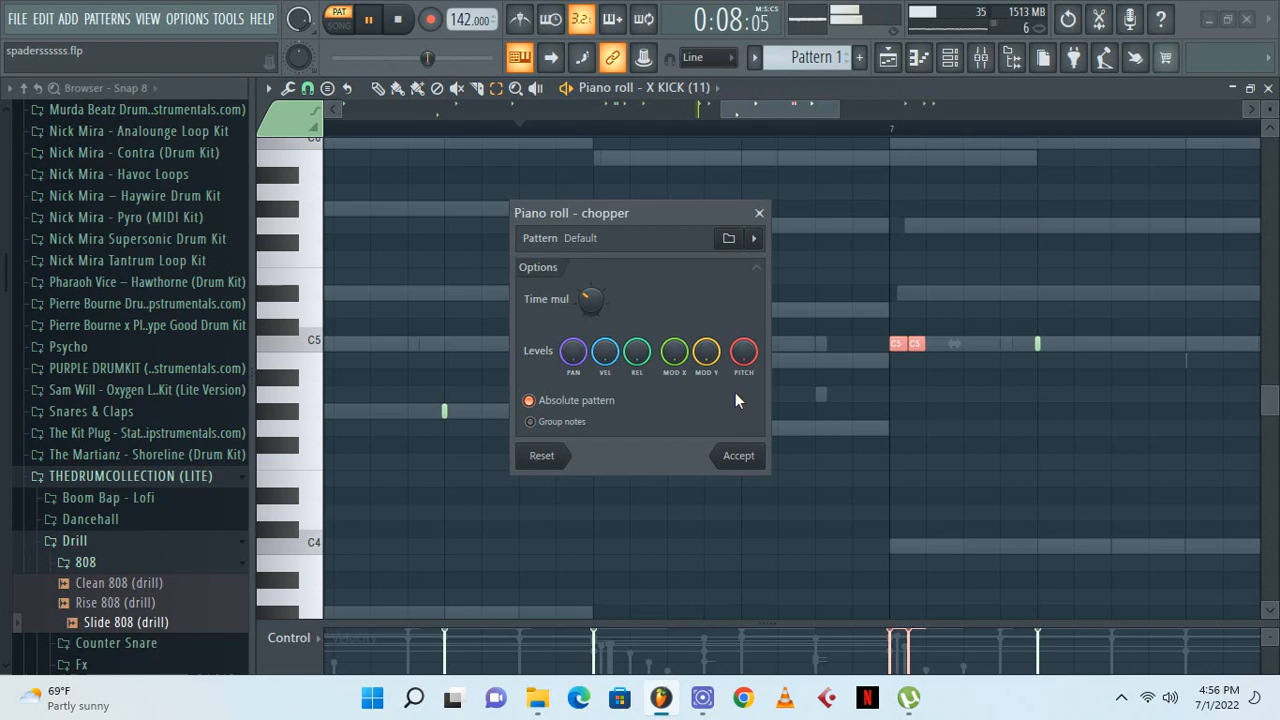 FILE EDIT ADD PATTERNS VIEW OPTIONS TOOLS HELP
PAT
SONG
142.000
3.2
0:08:05
M:S:CS
35
1513 MB
6
spaderssssss.flp
Line
Pattern 1
Browser - Snap 8
Piano roll - X KICK (11)
Murda Beatz Drum...strumentals.com)
Nick Mira - Analounge Loop Kit
Nick Mira - Contra (Drum Kit)
Nick Mira - Havoc Loops
Nick Mira – Haywire Drum Kit
Nick Mira - Pyro (MIDI Kit)
Nick Mira Supersonic Drum Kit
Nick Mira Tantrum Loop Kit
Pharaoh Vice – Hawthorne (Drum Kit)
Pierre Bourne Dru...pstrumentals.com)
Pierre Bourne x Pl...ype Good Drum Kit
Psycho
PURPLE DRUMKIT (...trumentals.com)
Sam Will - Oxygen l...Kit (Lite Version)
Snares & Claps
The Kit Plug - Stat...ipstrumentals.com)
The Martianz - Shoreline (Drum Kit)
THEDRUMCOLLECTION (LITE)
Boom Bap - Lofi
Dancehall
Drill
808
Clean 808 (drill)
Rise 808 (drill)
Slide 808 (drill)
Counter Snare
Fx
7
C6
C5
C4
C5 C5
Piano roll - chopper
Pattern Default
Options
Time mul
Levels
PAN VEL REL MOD X MOD Y PITCH
Absolute pattern
Group notes
Reset
Accept
Control
Velocity
69°F
Partly sunny
4:56 PM
7/1/2022